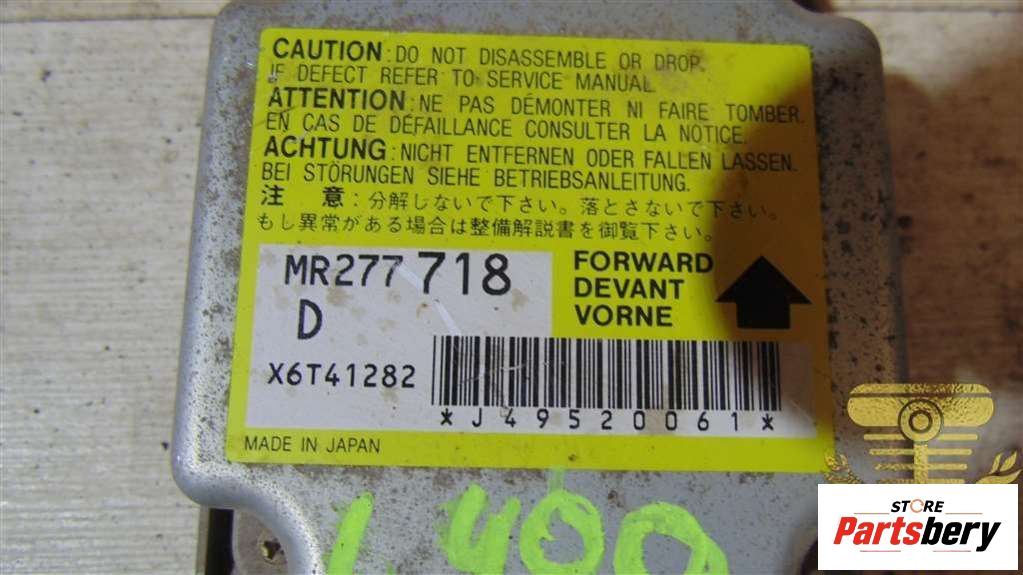 CAUTION : DO NOT DISASSEMBLE OR DROP.
IF DEFECT REFER TO SERVICE MANUAL.
ATTENTION : NE PAS DÉMONTER NI FAIRE TOMBER.
EN CAS DE DÉFAILLANCE CONSULTER LA NOTICE.
ACHTUNG : NICHT ENTFERNEN ODER FALLEN LASSEN.
BEI STÖRUNGEN SIEHE BETRIEBSANLEITUNG.
注 意 : 分解しないで下さい。落とさないで下さい。
もし異常がある場合は整備解説書を御覧下さい。
MR277718
D
FORWARD
DEVANT
VORNE
X6T41282
*J49520061*
MADE IN JAPAN
L400
STORE
Partsbery